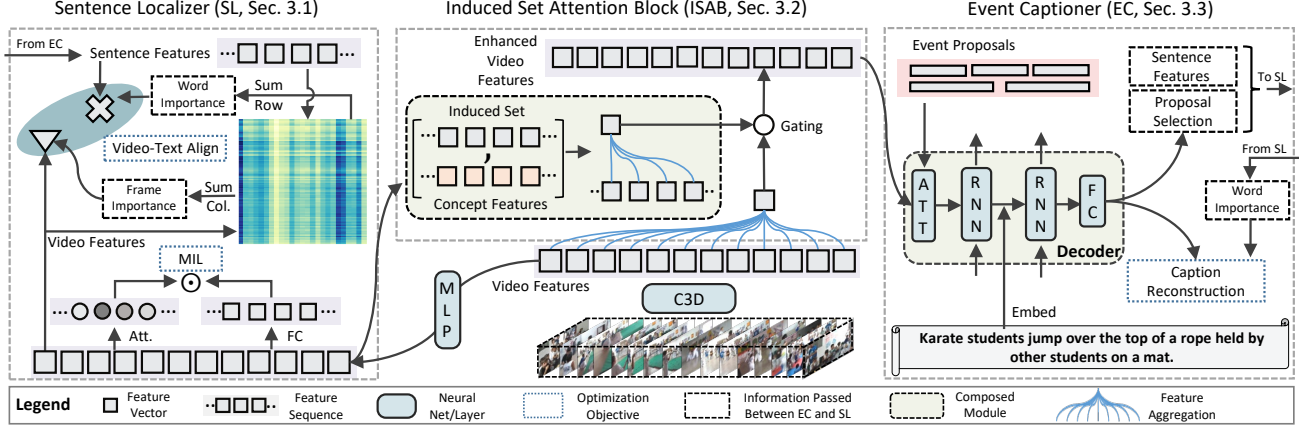 Sentence Localizer (SL, Sec. 3.1)
From EC
Sentence Features
Word
Importance
Sum
Row
Video-Text Align
Frame
Importance
Sum
Col.
Video Features
MIL
Att.
FC
MLP
Induced Set Attention Block (ISAB, Sec. 3.2)
Enhanced
Video
Features
Induced Set
,
Concept Features
Gating
Video Features
C3D
Event Captioner (EC, Sec. 3.3)
Event Proposals
Sentence
Features
Proposal
Selection
To SL
From SL
Word
Importance
ATT
RNN
RNN
FC
Decoder
Caption
Reconstruction
Embed
Karate students jump over the top of a rope held by
other students on a mat.
Legend
Feature
Vector
Feature
Sequence
Neural
Net/Layer
Optimization
Objective
Information Passed
Between EC and SL
Composed
Module
Feature
Aggregation